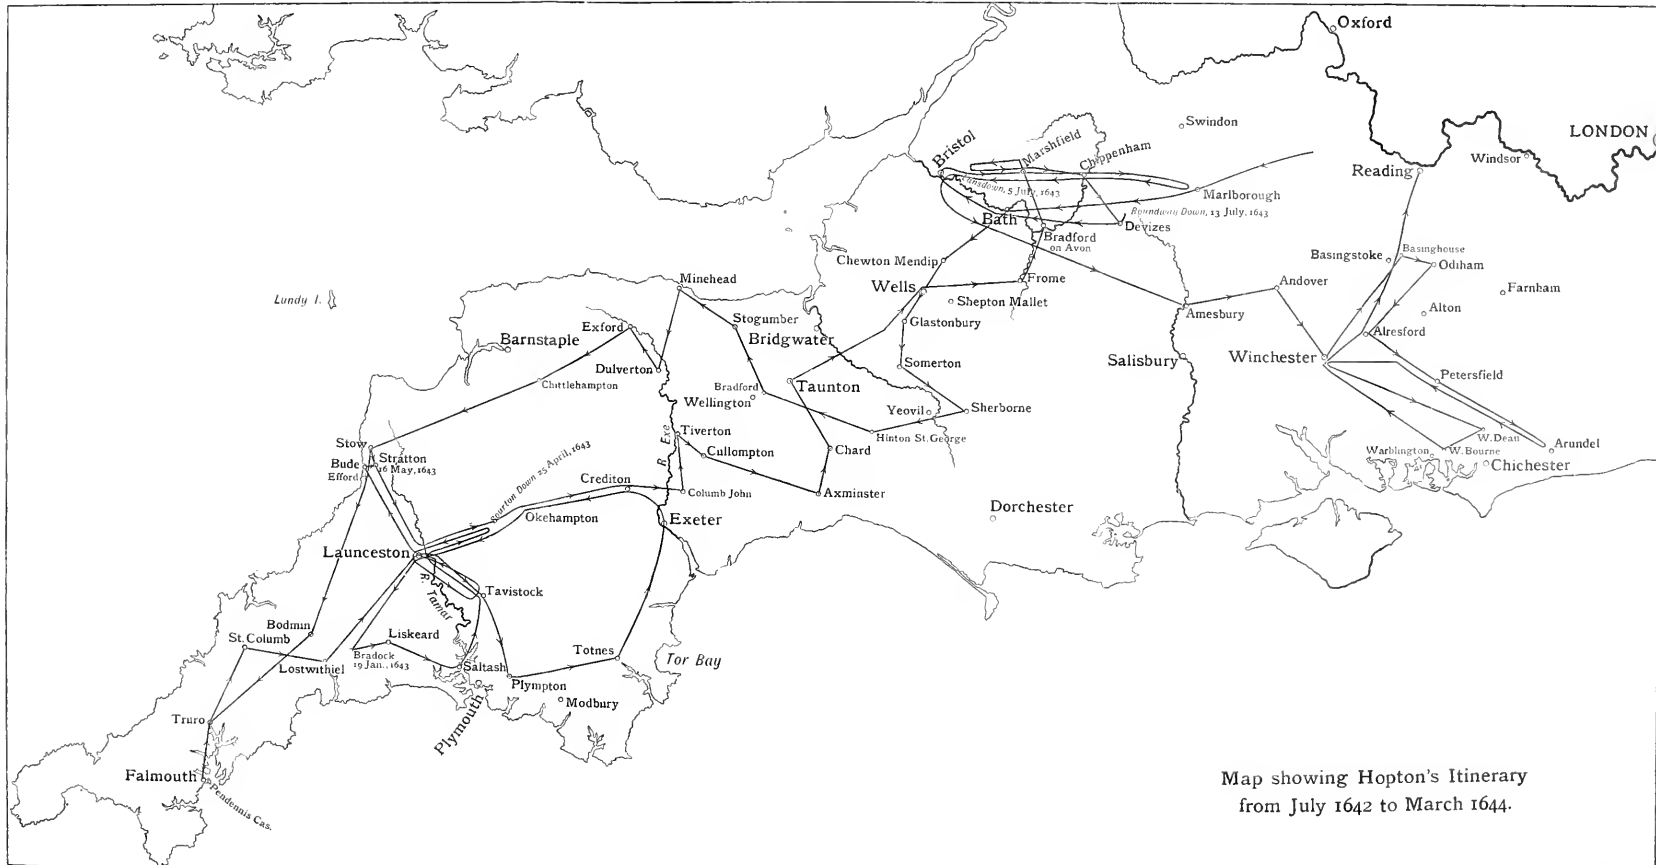 Oxford
LONDON
Swindon
Windsor
Reading
Bristol
Marshfield
Chippenham
Lansdown, 5 July, 1643
Marlborough
Roundway Down, 13 July, 1643
Bath
Devizes
Bradford
on Avon
Chewton Mendip
Basinghouse
Basingstoke
Odiham
Minehead
Frome
Wells
Andover
Farnham
Lundy I.
Shepton Mallet
Amesbury
Alton
Stogumber
Glastonbury
Exford
Barnstaple
Bridgwater
Alresford
Winchester
Salisbury
Dulverton
Somerton
Chittlehampton
Petersfield
Bradford
Taunton
Wellington
Yeovil
Sherborne
R. Exe
Tiverton
Hinton St. George
W. Dean
Stow
Cullompton
Chard
Arundel
Warblington
W. Bourne
Stratton
16 May, 1643
Bude
Efford
Chichester
Sourton Down 25 April, 1643
Crediton
Columb John
Axminster
Okehampton
Exeter
Dorchester
Launceston
R. Tamar
Tavistock
Bodmin
St. Columb
Liskeard
Bradock
19 Jan., 1643
Lostwithiel
Saltash
Totnes
Tor Bay
Plympton
Modbury
Plymouth
Truro
Falmouth
Pendennis Cas.
Map showing Hopton's Itinerary
from July 1642 to March 1644.